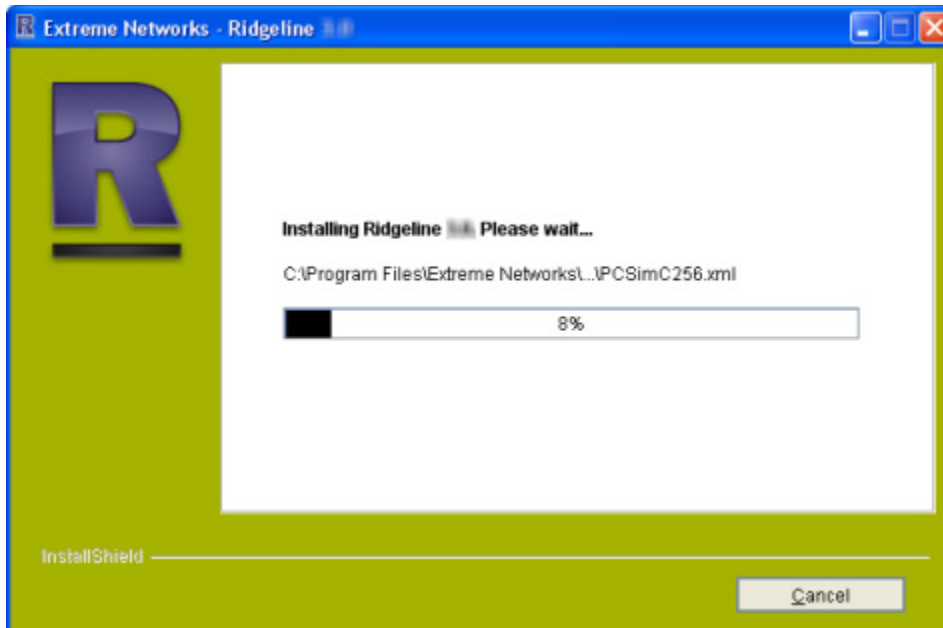 Extreme Networks - Ridgeline
R
Installing Ridgeline Please wait...
C:\Program Files\Extreme Networks\...\PCSimC256.xml
8%
InstallShield
Cancel